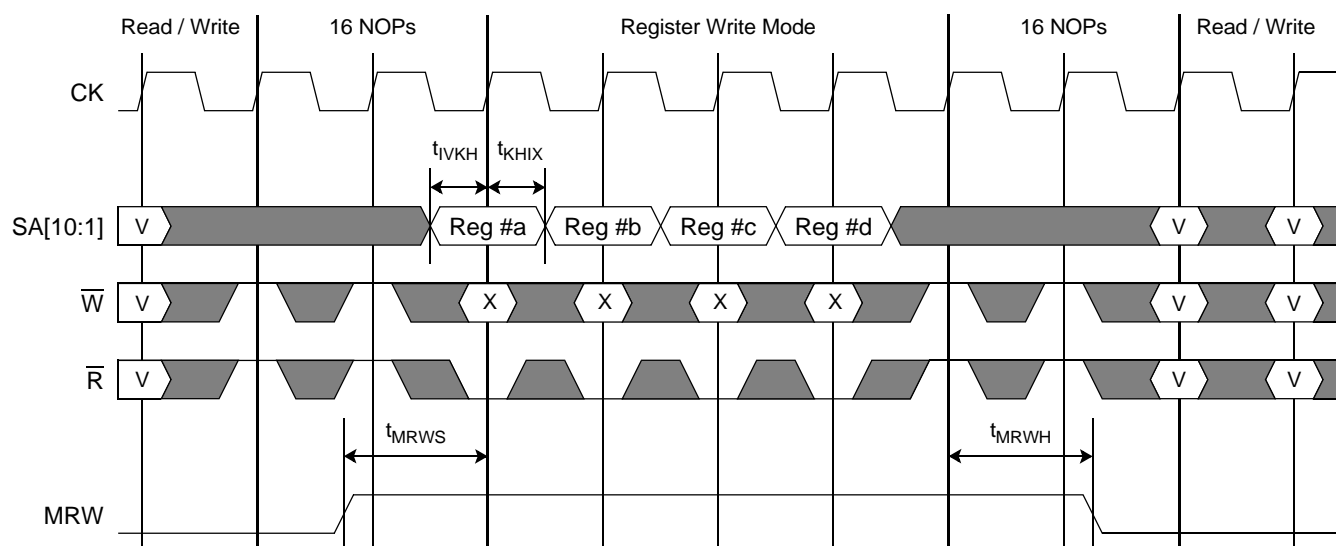 Read / Write 16 NOPs Register Write Mode 16 NOPs Read / Write
CK
tIVKH tKHIX
SA[10:1] V Reg #a Reg #b Reg #c Reg #d V V
W V X X X X V V
R V V V
tMRWS tMRWH
MRW